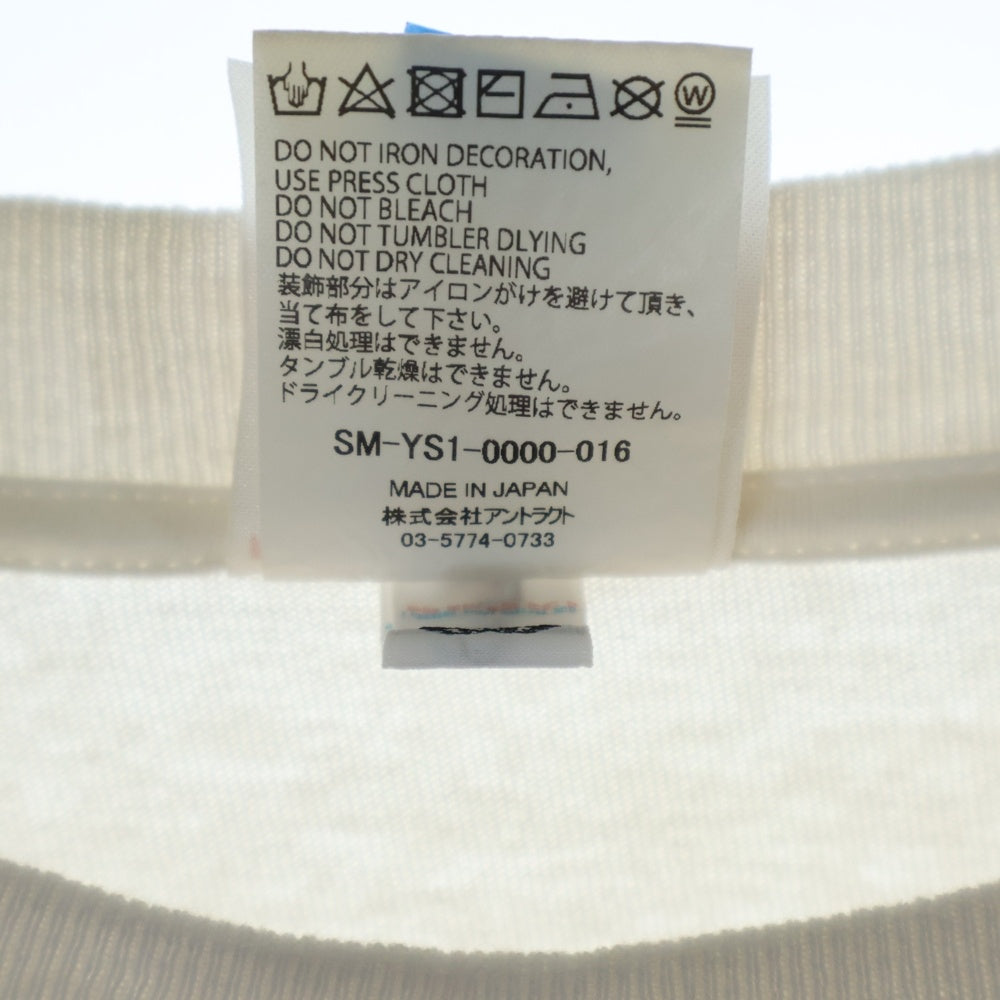 W
DO NOT IRON DECORATION,
USE PRESS CLOTH
DO NOT BLEACH
DO NOT TUMBLER DLYING
DO NOT DRY CLEANING
装飾部分はアイロンがけを避けて頂き、
当て布をして下さい。
漂白処理はできません。
タンブル乾燥はできません。
ドライクリーニング処理はできません。
SM-YS1-0000-016
MADE IN JAPAN
株式会社アントラクト
03-5774-0733